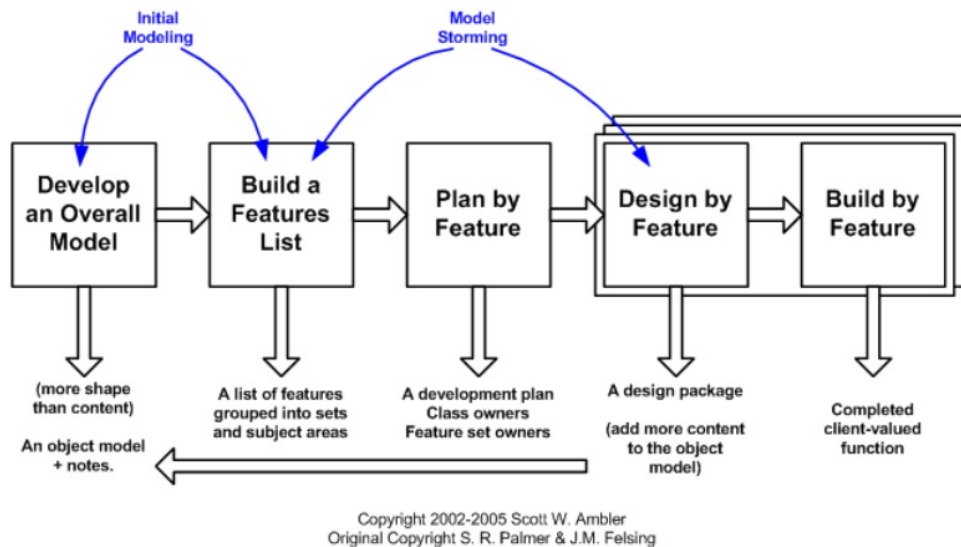 Initial
Modeling
Model
Storming
Develop
an Overall
Model
Build a
Features
List
Plan by
Feature
Design by
Feature
Build by
Feature
(more shape
than content)
An object model
+ notes.
A list of features
grouped into sets
and subject areas
A development plan
Class owners
Feature set owners
A design package
(add more content
to the object
model)
Completed
client-valued
function
Copyright 2002-2005 Scott W. Ambler
Original Copyright S. R. Palmer & J.M. Felsing